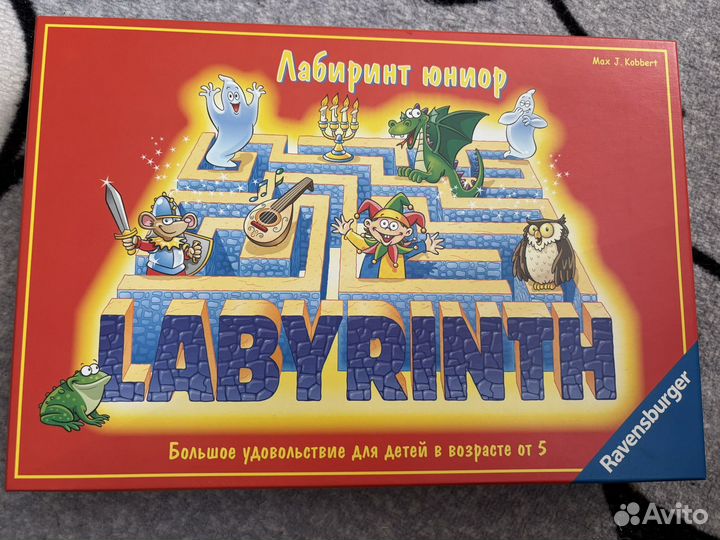 Max J. Kobbert
Лабиринт юниор
LABYRINTH
Большое удовольствие для детей в возрасте от 5
Ravensburger
Avito